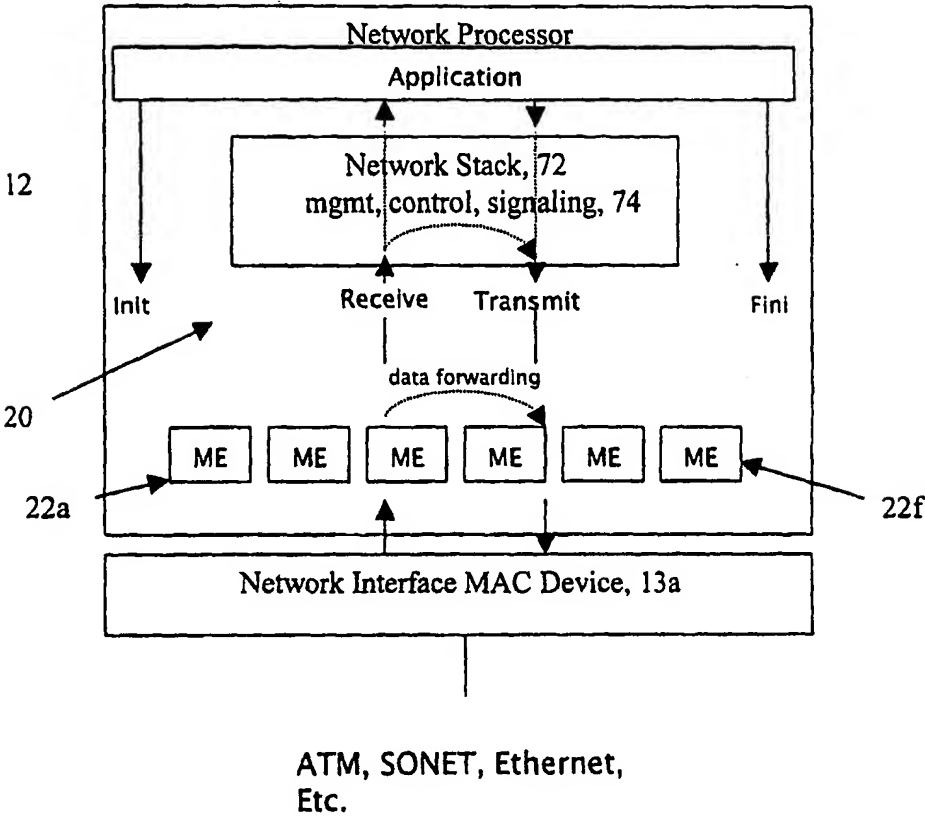 Network Processor
Application
12
Network Stack, 72
mgmt, control, signaling, 74
Init
Receive
Transmit
Fini
data forwarding
20
ME ME ME ME ME ME
22a
22f
Network Interface MAC Device, 13a
ATM, SONET, Ethernet,
Etc.